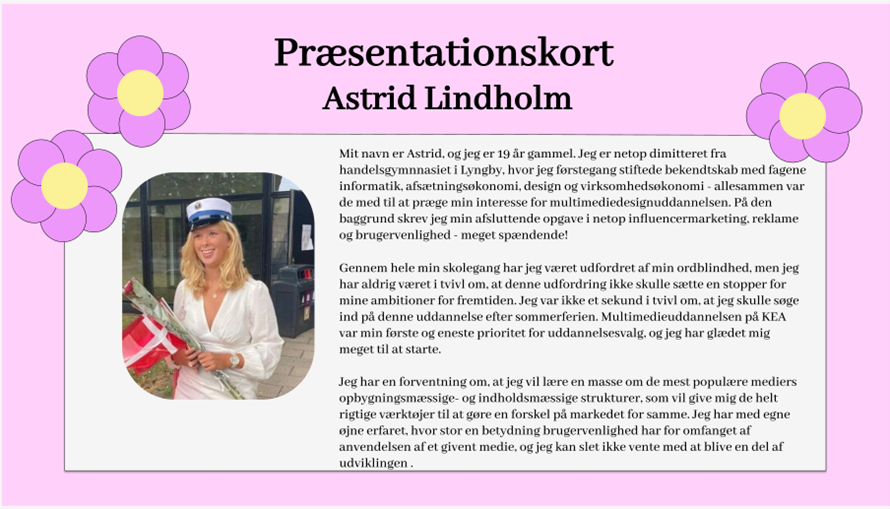 Præsentationskort
Astrid Lindholm
Mit navn er Astrid, og jeg er 19 år gammel. Jeg er netop dimitteret fra
handelsgymnnasiet i Lyngby, hvor jeg førstegang stiftede bekendtskab med fagene
informatik, afsætningsøkonomi, design og virksomhedsøkonomi - allesammen var
de med til at præge min interesse for multimediedesignuddannelsen. På den
baggrund skrev jeg min afsluttende opgave i netop influencermarketing, reklame
og brugervenlighed - meget spændende!
Gennem hele min skolegang har jeg været udfordret af min ordblindhed, men jeg
har aldrig været i tvivl om, at denne udfordring ikke skulle sætte en stopper for
mine ambitioner for fremtiden. Jeg var ikke et sekund i tvivl om, at jeg skulle søge
ind på denne uddannelse efter sommerferien. Multimedieuddannelsen på KEA
var min første og eneste prioritet for uddannelsesvalg, og jeg har glædet mig
meget til at starte.
Jeg har en forventning om, at jeg vil lære en masse om de mest populære mediers
opbygningsmæssige- og indholdsmæssige strukturer, som vil give mig de helt
rigtige værktøjer til at gøre en forskel på markedet for samme. Jeg har med egne
øjne erfaret, hvor stor en betydning brugervenlighed har for omfanget af
anvendelsen af et givent medie, og jeg kan slet ikke vente med at blive en del af
udviklingen .